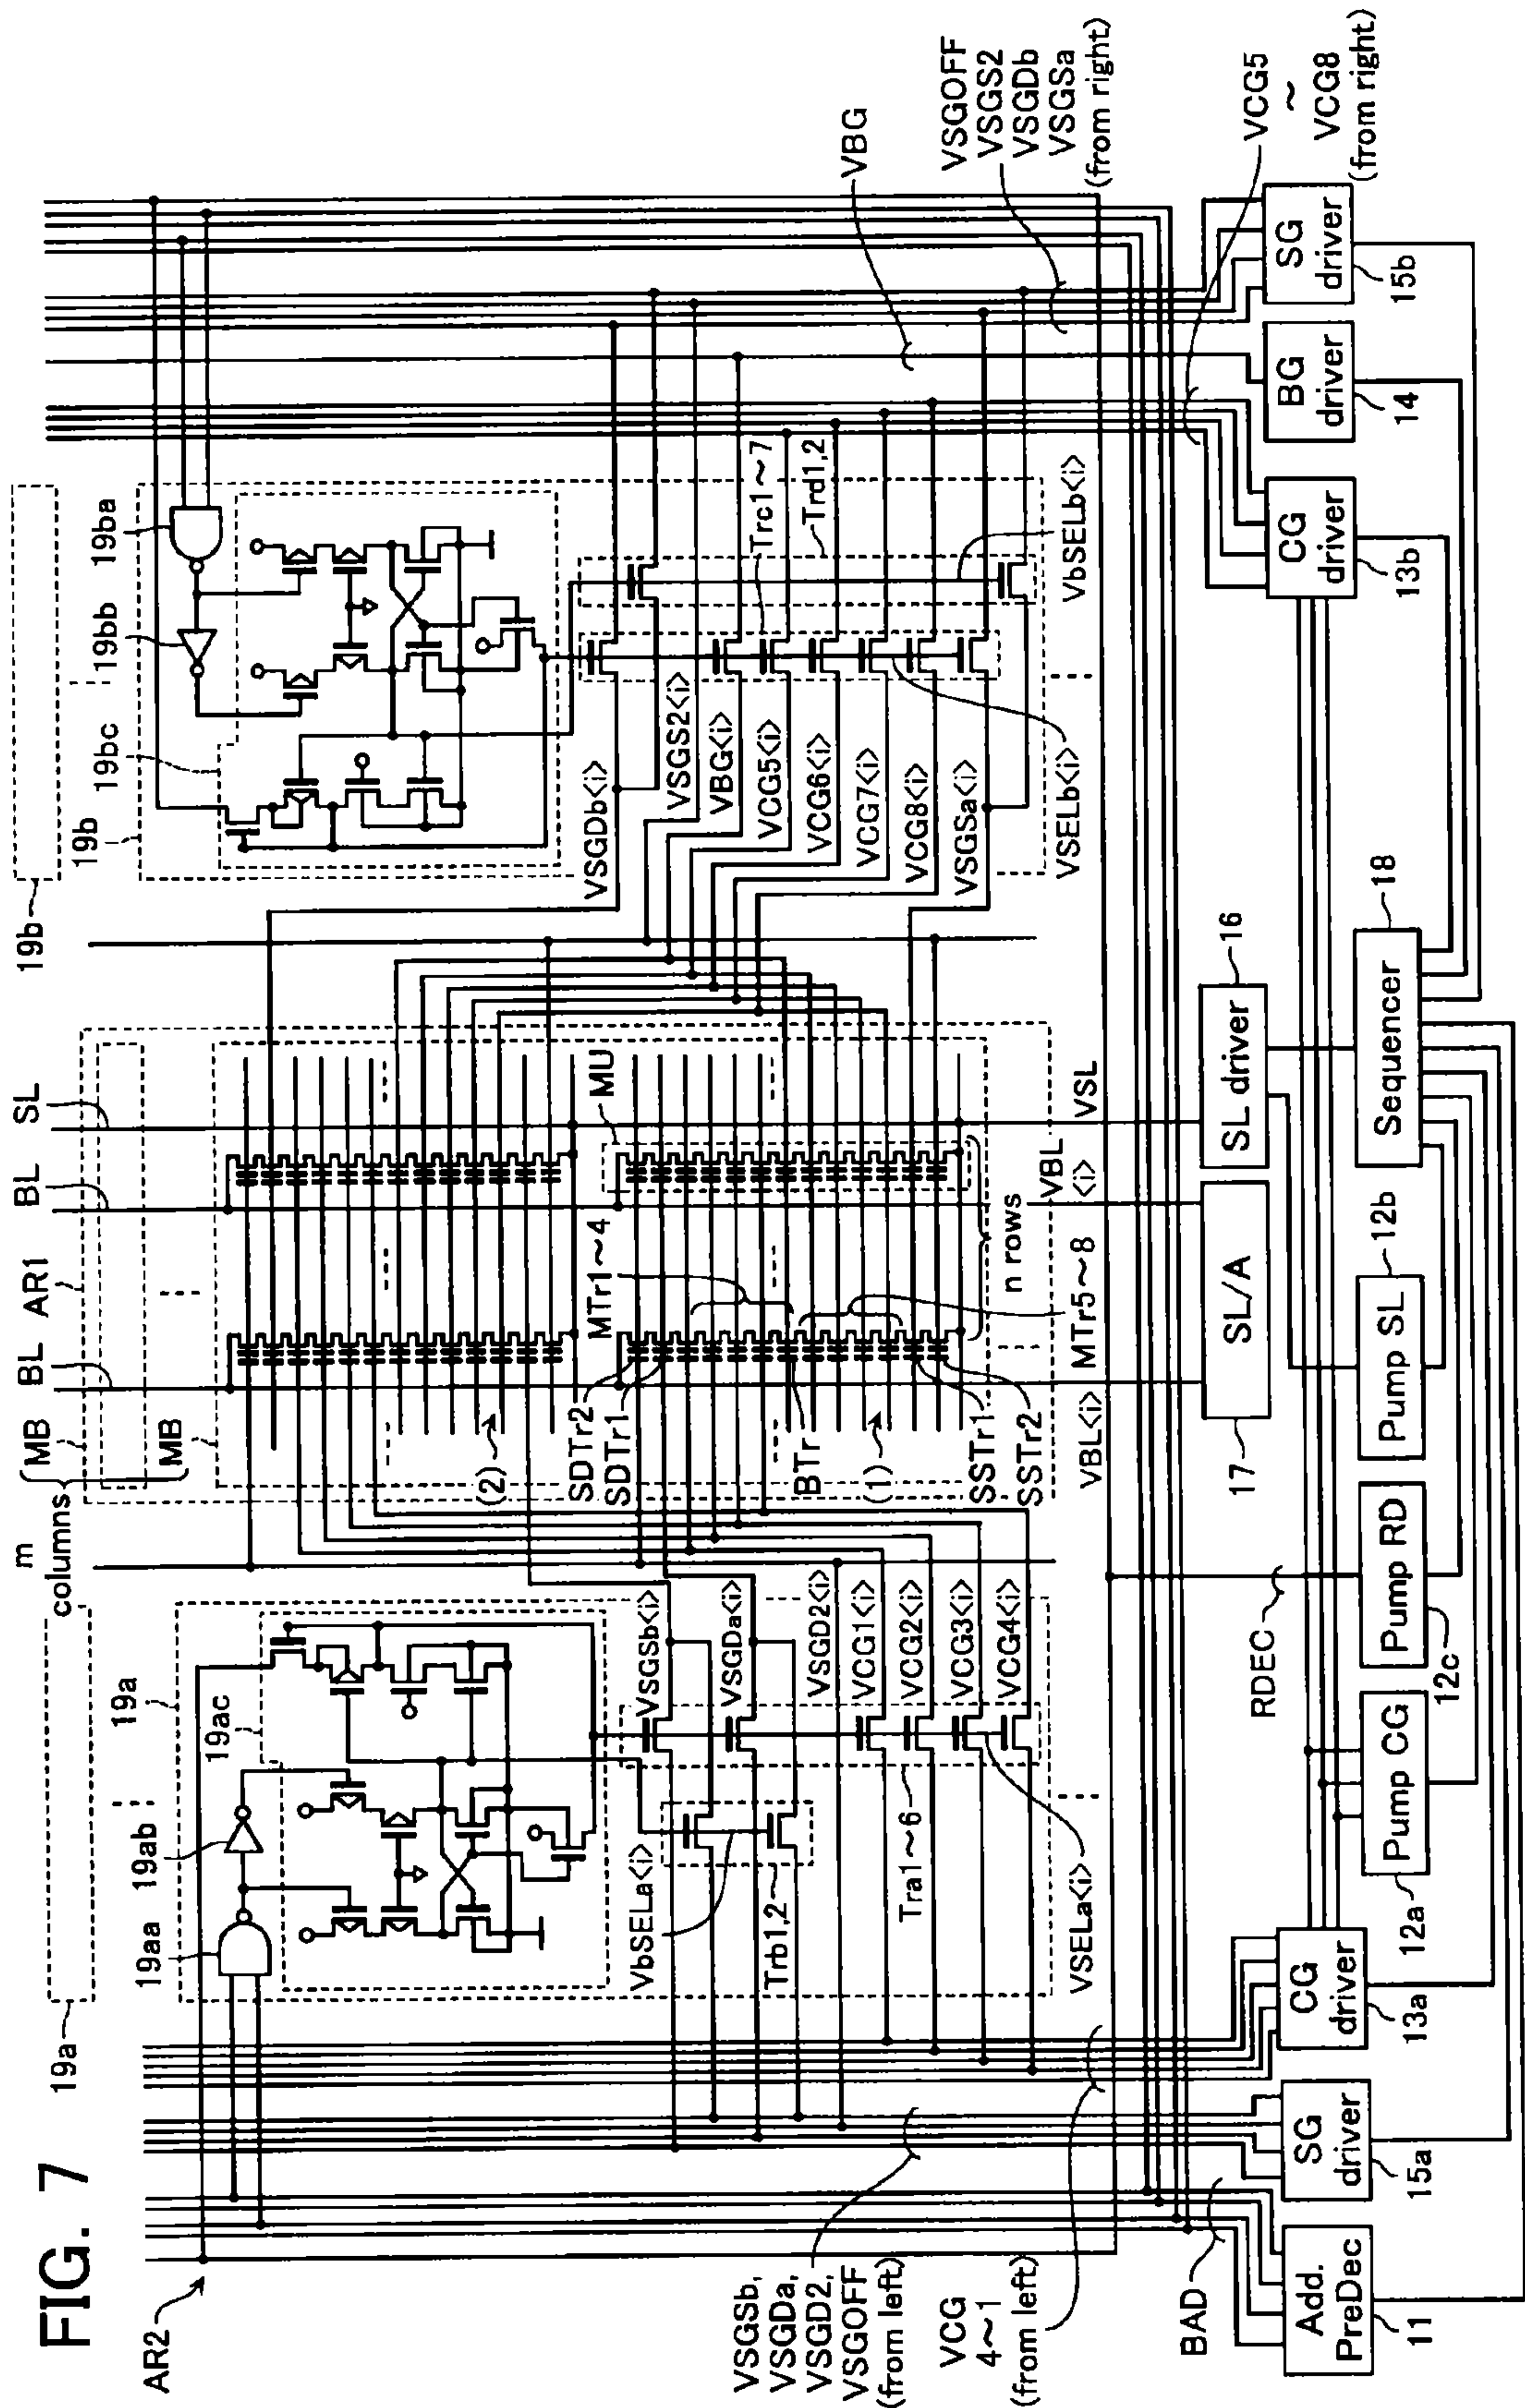 FIG. 7
AR2
19a
m
columns
MB
MB
BL
AR1
BL
SL
19b
19aa
19ab
19ac
19a
19b
19bc
19bb
19ba
VbSELa<i>
Trb1,2
VSGSb<i>
VSGDa<i>
VSGD2<i>
VCG1<i>
VCG2<i>
VCG3<i>
VCG4<i>
Tra1~6
VSELa<i>
(2)
SDTr2
SDTr1
MTr1~4
MU
BTr
(1)
SSTr1
SSTr2
n rows
MTr5~8
VBL<i>
VBL
<i>
VSL
VSGDb<i>
VSGS2<i>
VBG<i>
VCG5<i>
VCG6<i>
VCG7<i>
VCG8<i>
VSGSa<i>
VSELb<i>
Trc1~7
Trd1,2
VbSELb<i>
VBG
VSGOFF
VSGS2
VSGDb
VSGSa
(from right)
VCG5
~
VCG8
(from right)
VSGSb,
VSGDa,
VSGD2,
VSGOFF
(from left)
VCG
4~1
(from left)
BAD
RDEC
Add.
PreDec
11
SG
driver
15a
CG
driver
13a
Pump CG
12a
Pump RD
12c
SL/A
17
Pump SL
12b
SL driver
16
Sequencer
18
CG
driver
13b
BG
driver
14
SG
driver
15b